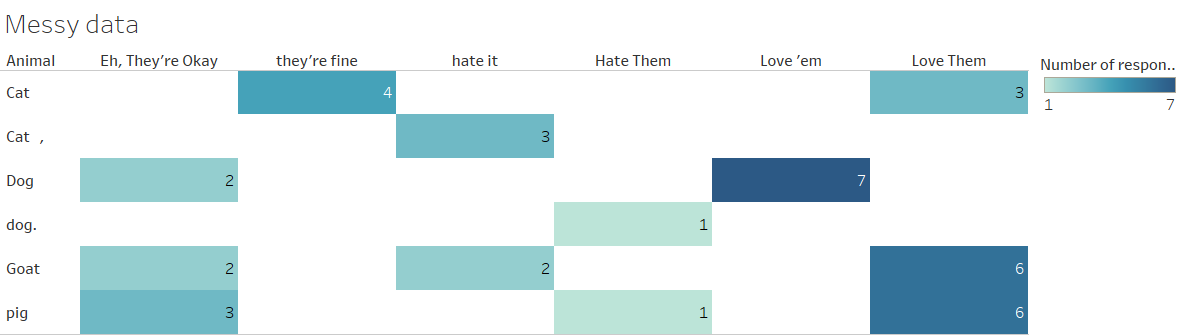 Messy data
Animal Eh, They're Okay they're fine hate it Hate Them Love 'em Love Them
Number of respon..
1 7
Cat 4 3
Cat , 3
Dog 2 7
dog. 1
Goat 2 2 6
pig 3 1 6